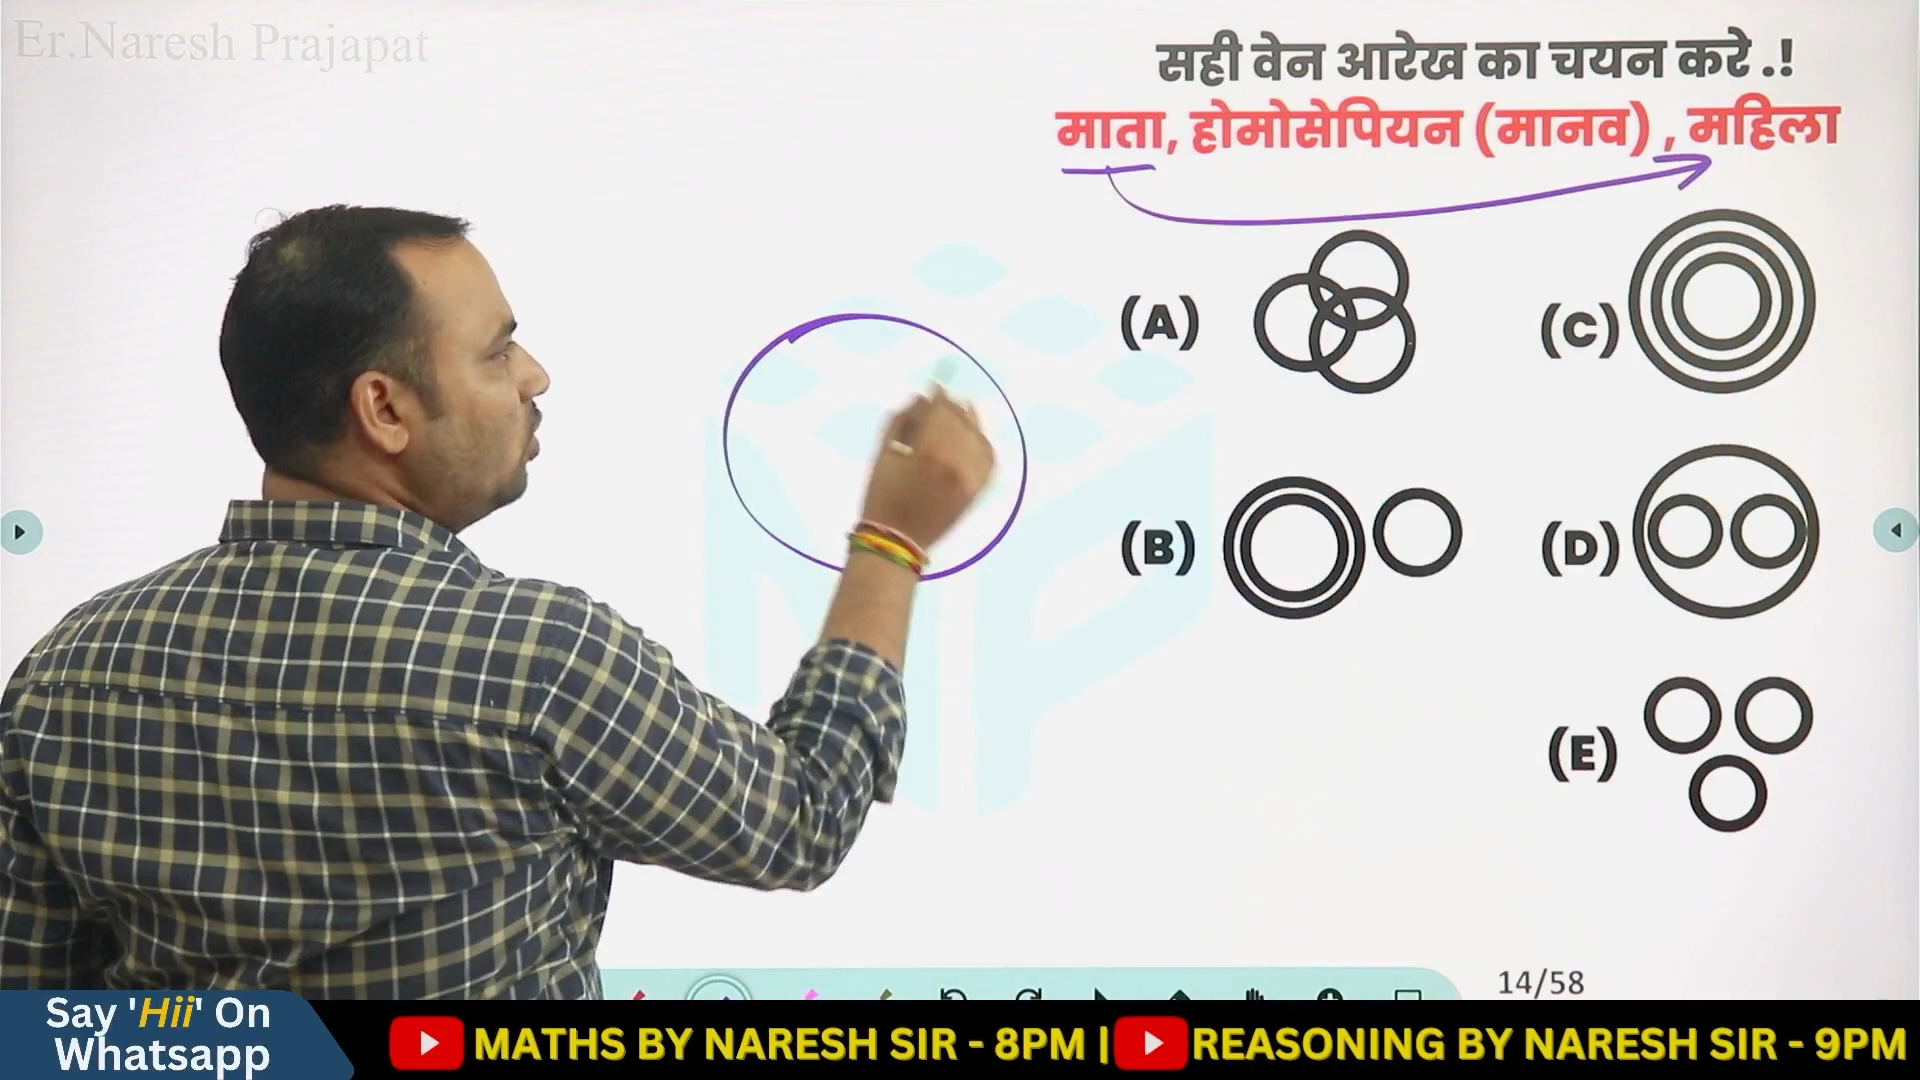 Er.Naresh Prajapat
सही वेन आरेख का चयन करे .!
माता, होमोसेपियन (मानव) , महिला
(A)
(C)
(B)
(D)
(E)
14/58
Say 'Hii' On
Whatsapp
MATHS BY NARESH SIR - 8PM |
REASONING BY NARESH SIR - 9PM